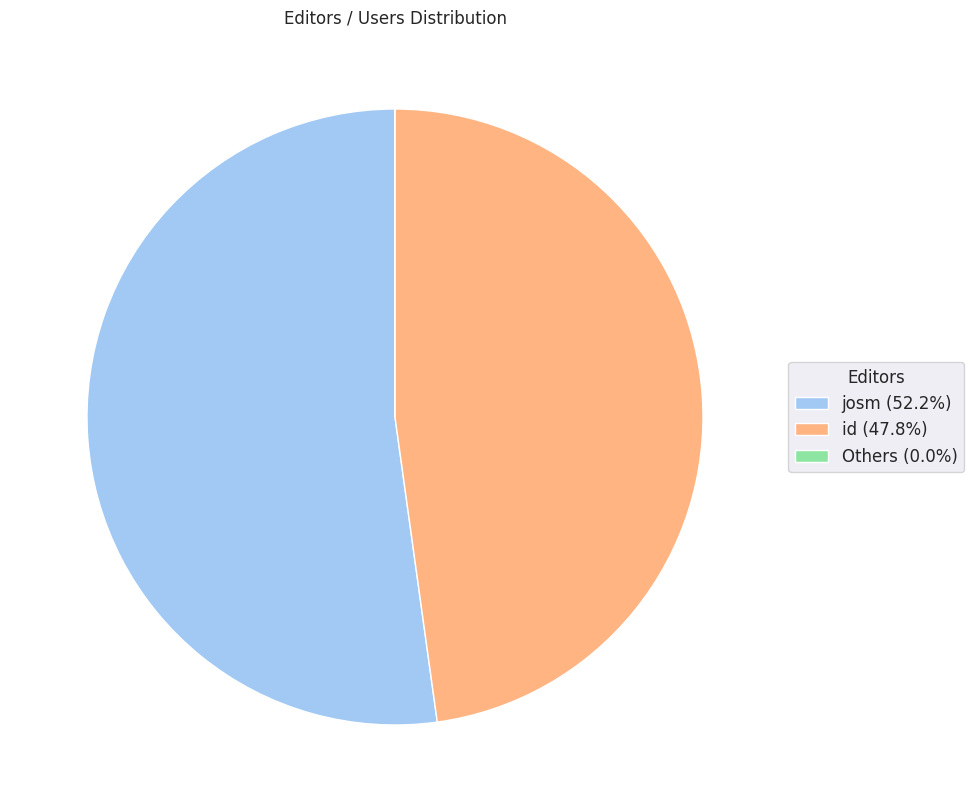 Editors / Users Distribution
Editors
josm (52.2%)
id (47.8%)
Others (0.0%)